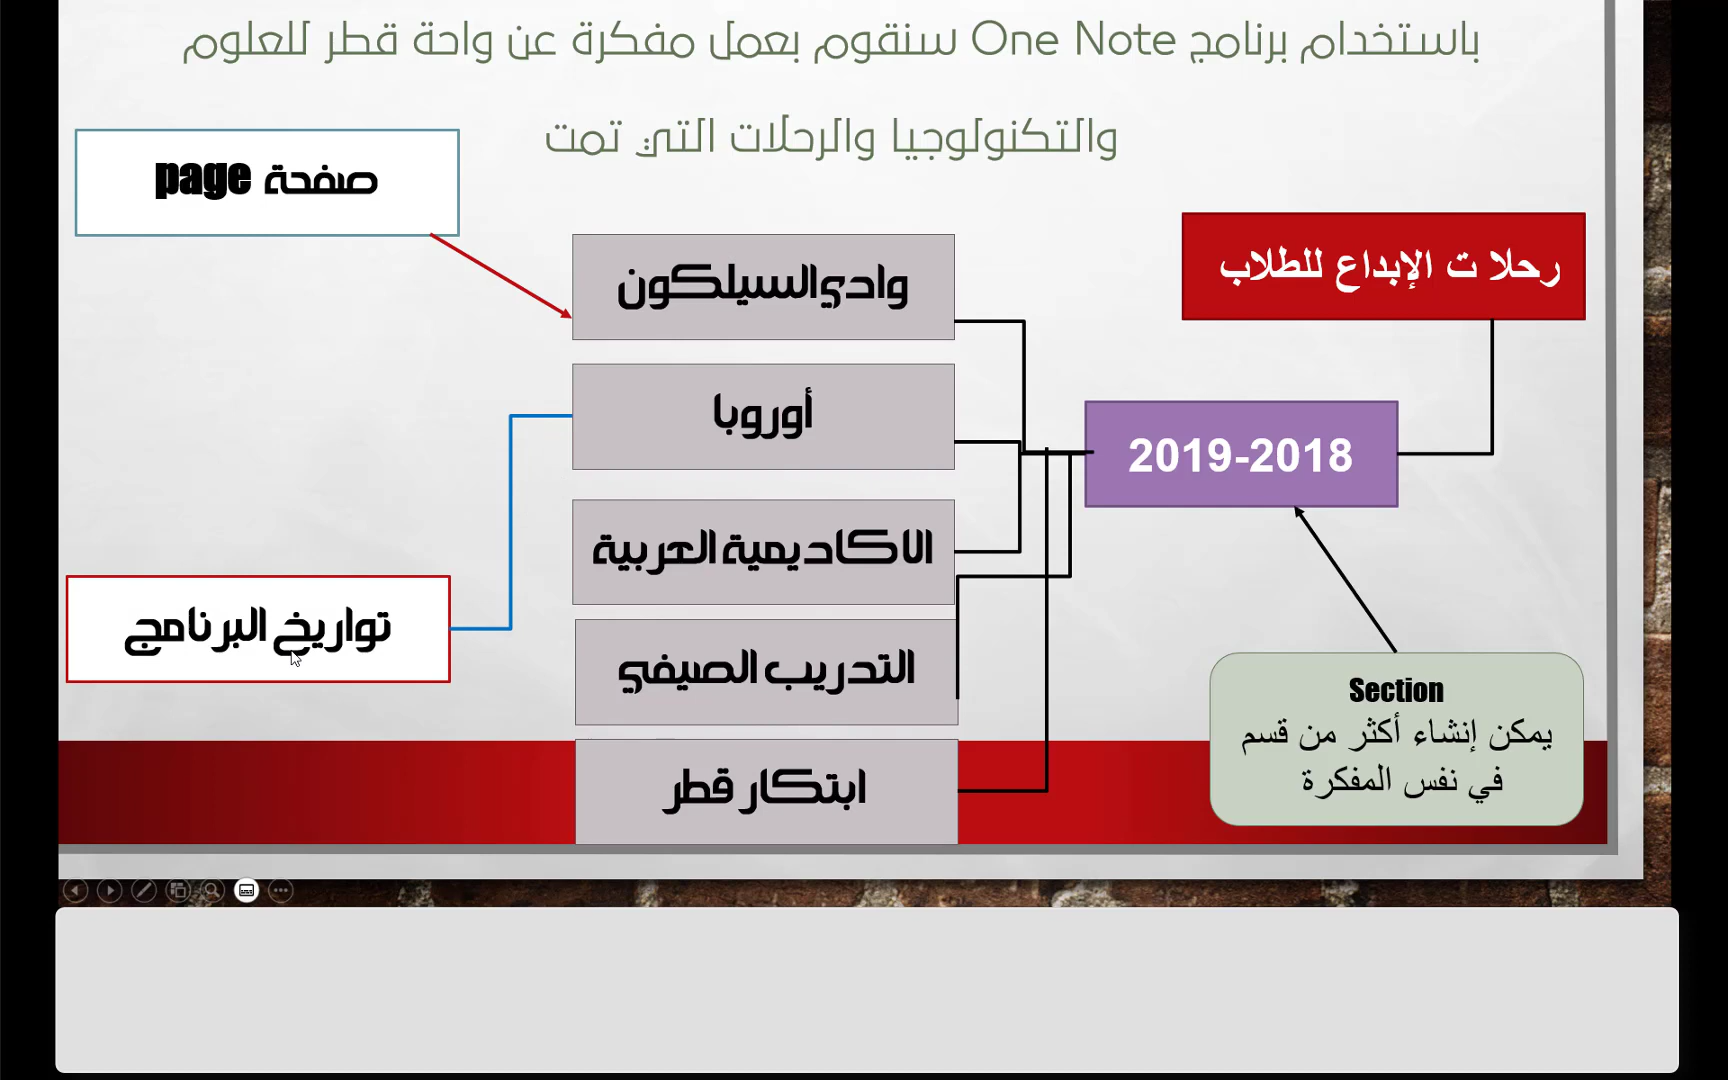 باستخدام برنامج One Note سنقوم بعمل مفكرة عن واحة قطر للعلوم
والتكنولوجيا والرحلات التي تمت
صفحة page
رحلا ت الإبداع للطلاب
وادي السيلكون
أوروبا
2019-2018
الاكاديمية العربية
تواريخ البرنامج
التدريب الصيفي
ابتكار قطر
Section
يمكن إنشاء أكثر من قسم
في نفس المفكرة